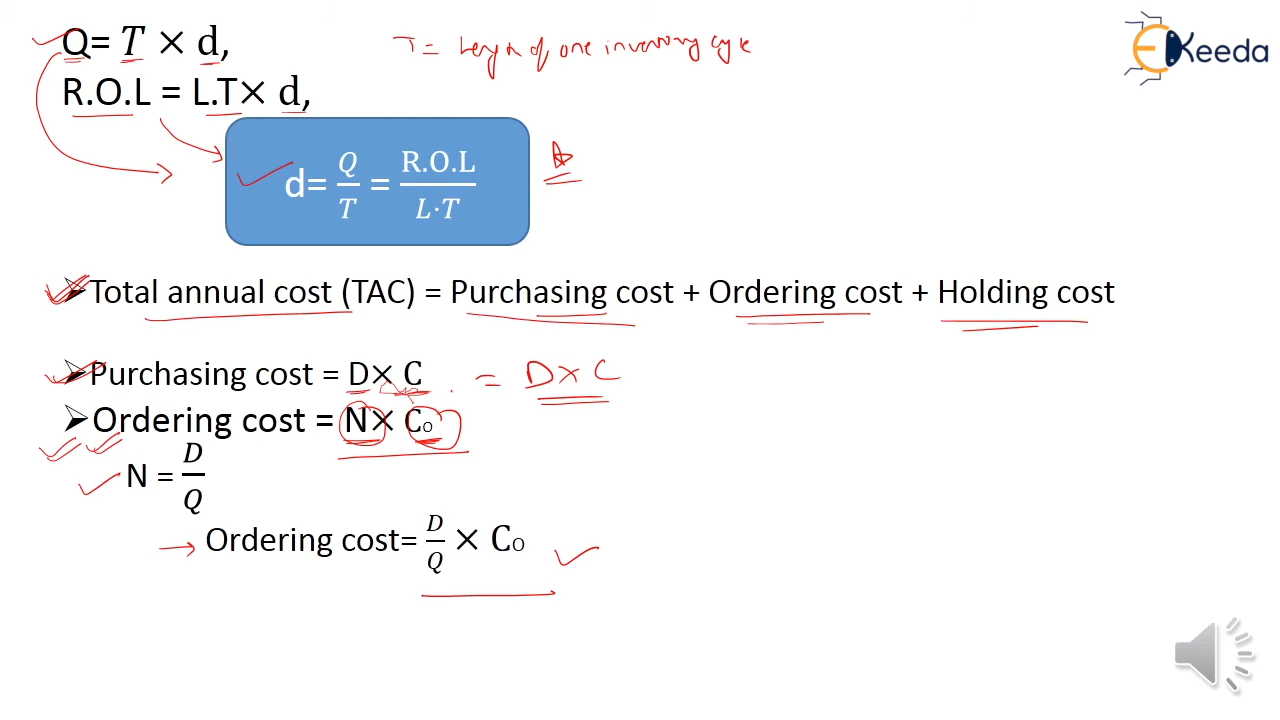 Q= T × d,
T = Length of one inventory cycle
EKeeda
R.O.L = L.T× d,
d= Q/T = R.O.L/L·T
➢Total annual cost (TAC) = Purchasing cost + Ordering cost + Holding cost
➢Purchasing cost = D× C = D×C
➢Ordering cost = N× Co
N = D/Q
→ Ordering cost= D/Q × Co